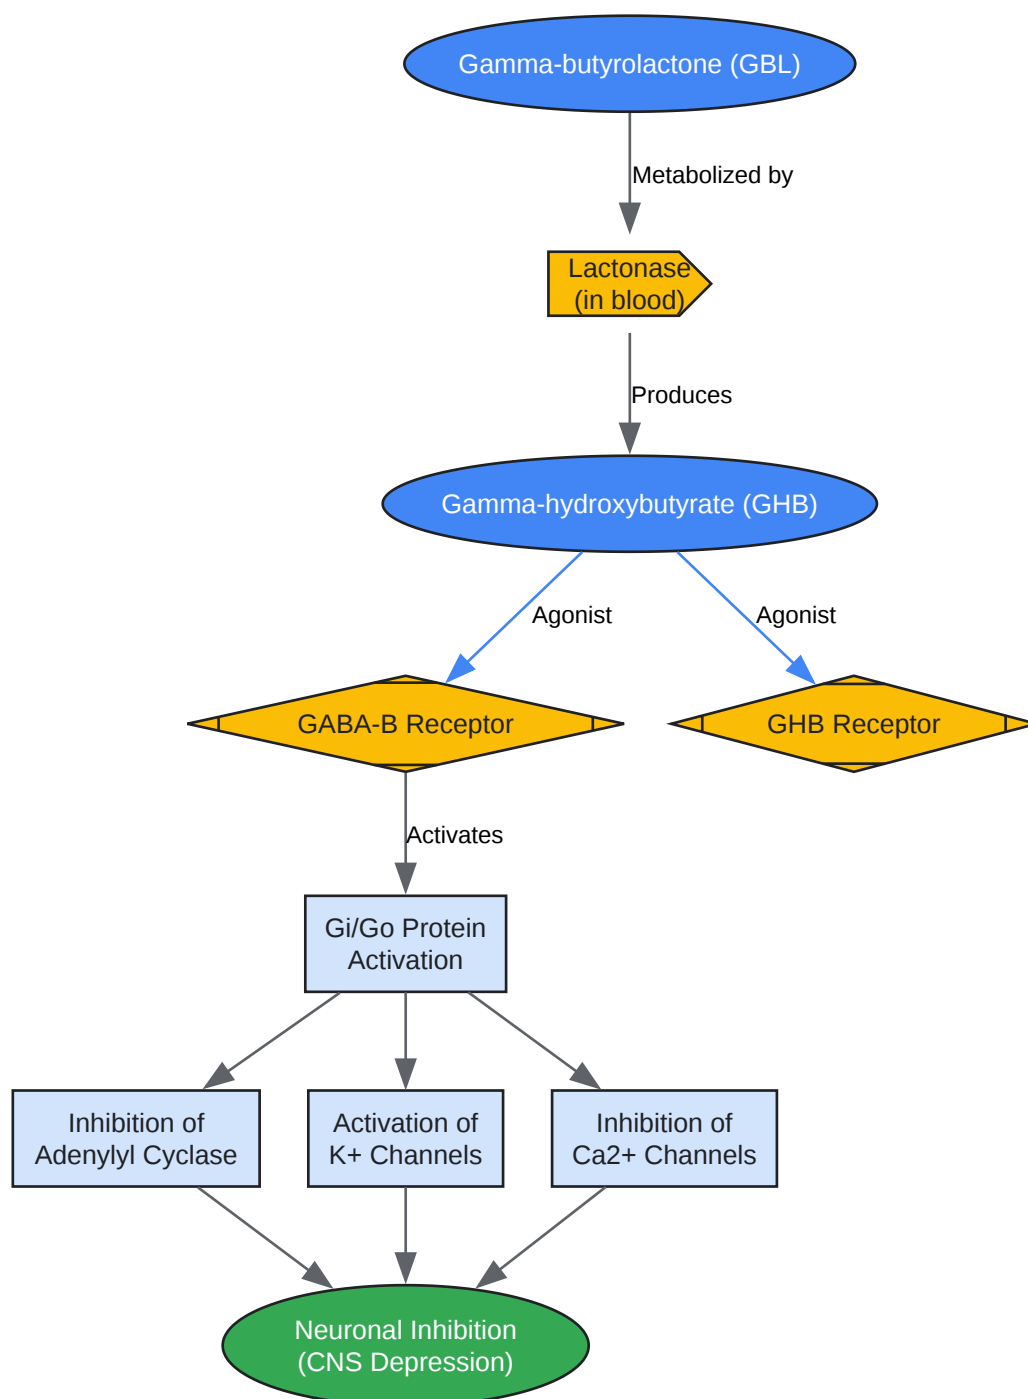 Gamma-butyrolactone (GBL)
Metabolized by
Lactonase
(in blood)
Produces
Gamma-hydroxybutyrate (GHB)
Agonist
Agonist
GABA-B Receptor
GHB Receptor
Activates
Gi/Go Protein
Activation
Inhibition of
Adenylyl Cyclase
Activation of
K+ Channels
Inhibition of
Ca2+ Channels
Neuronal Inhibition
(CNS Depression)